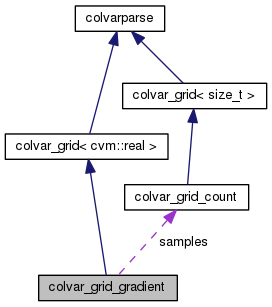 colvarparse
colvar_grid< size_t >
colvar_grid< cvm::real >
colvar_grid_count
samples
colvar_grid_gradient